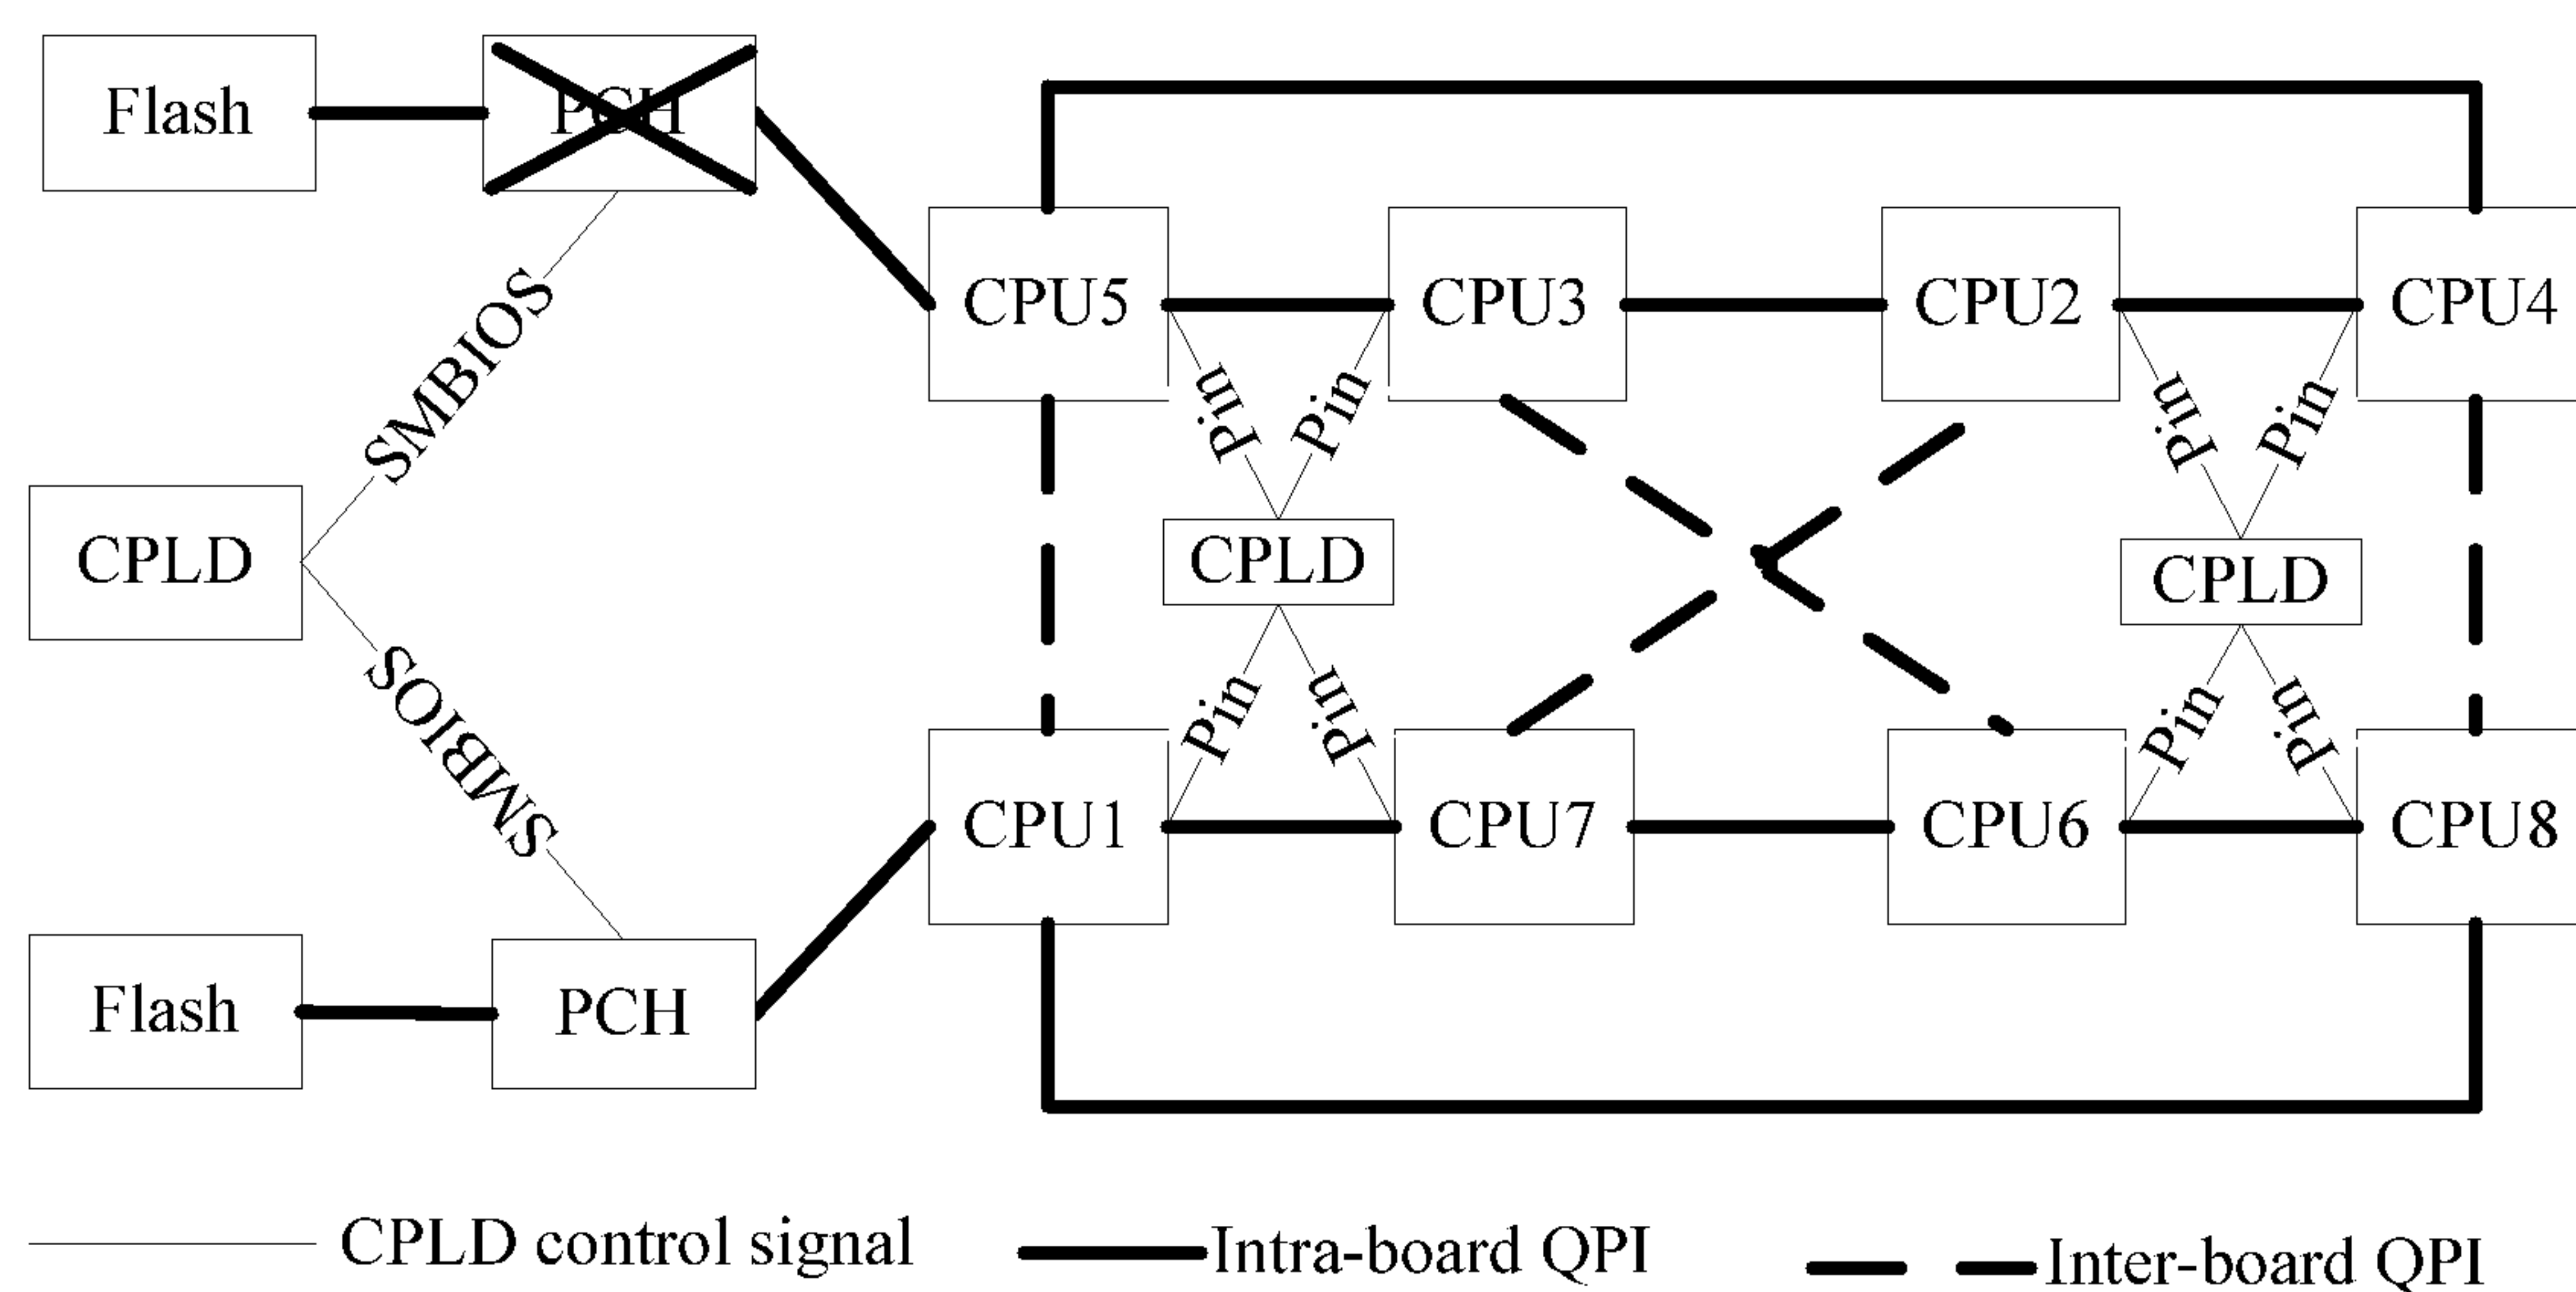 Flash
PCH
SMBIOS
CPU5
CPU3
CPU2
CPU4
Pin
Pin
Pin
Pin
CPLD
CPLD
CPLD
SMBIOS
Pin
Pin
Pin
Pin
CPU1
CPU7
CPU6
CPU8
Flash
PCH
CPLD control signal
Intra-board QPI
Inter-board QPI